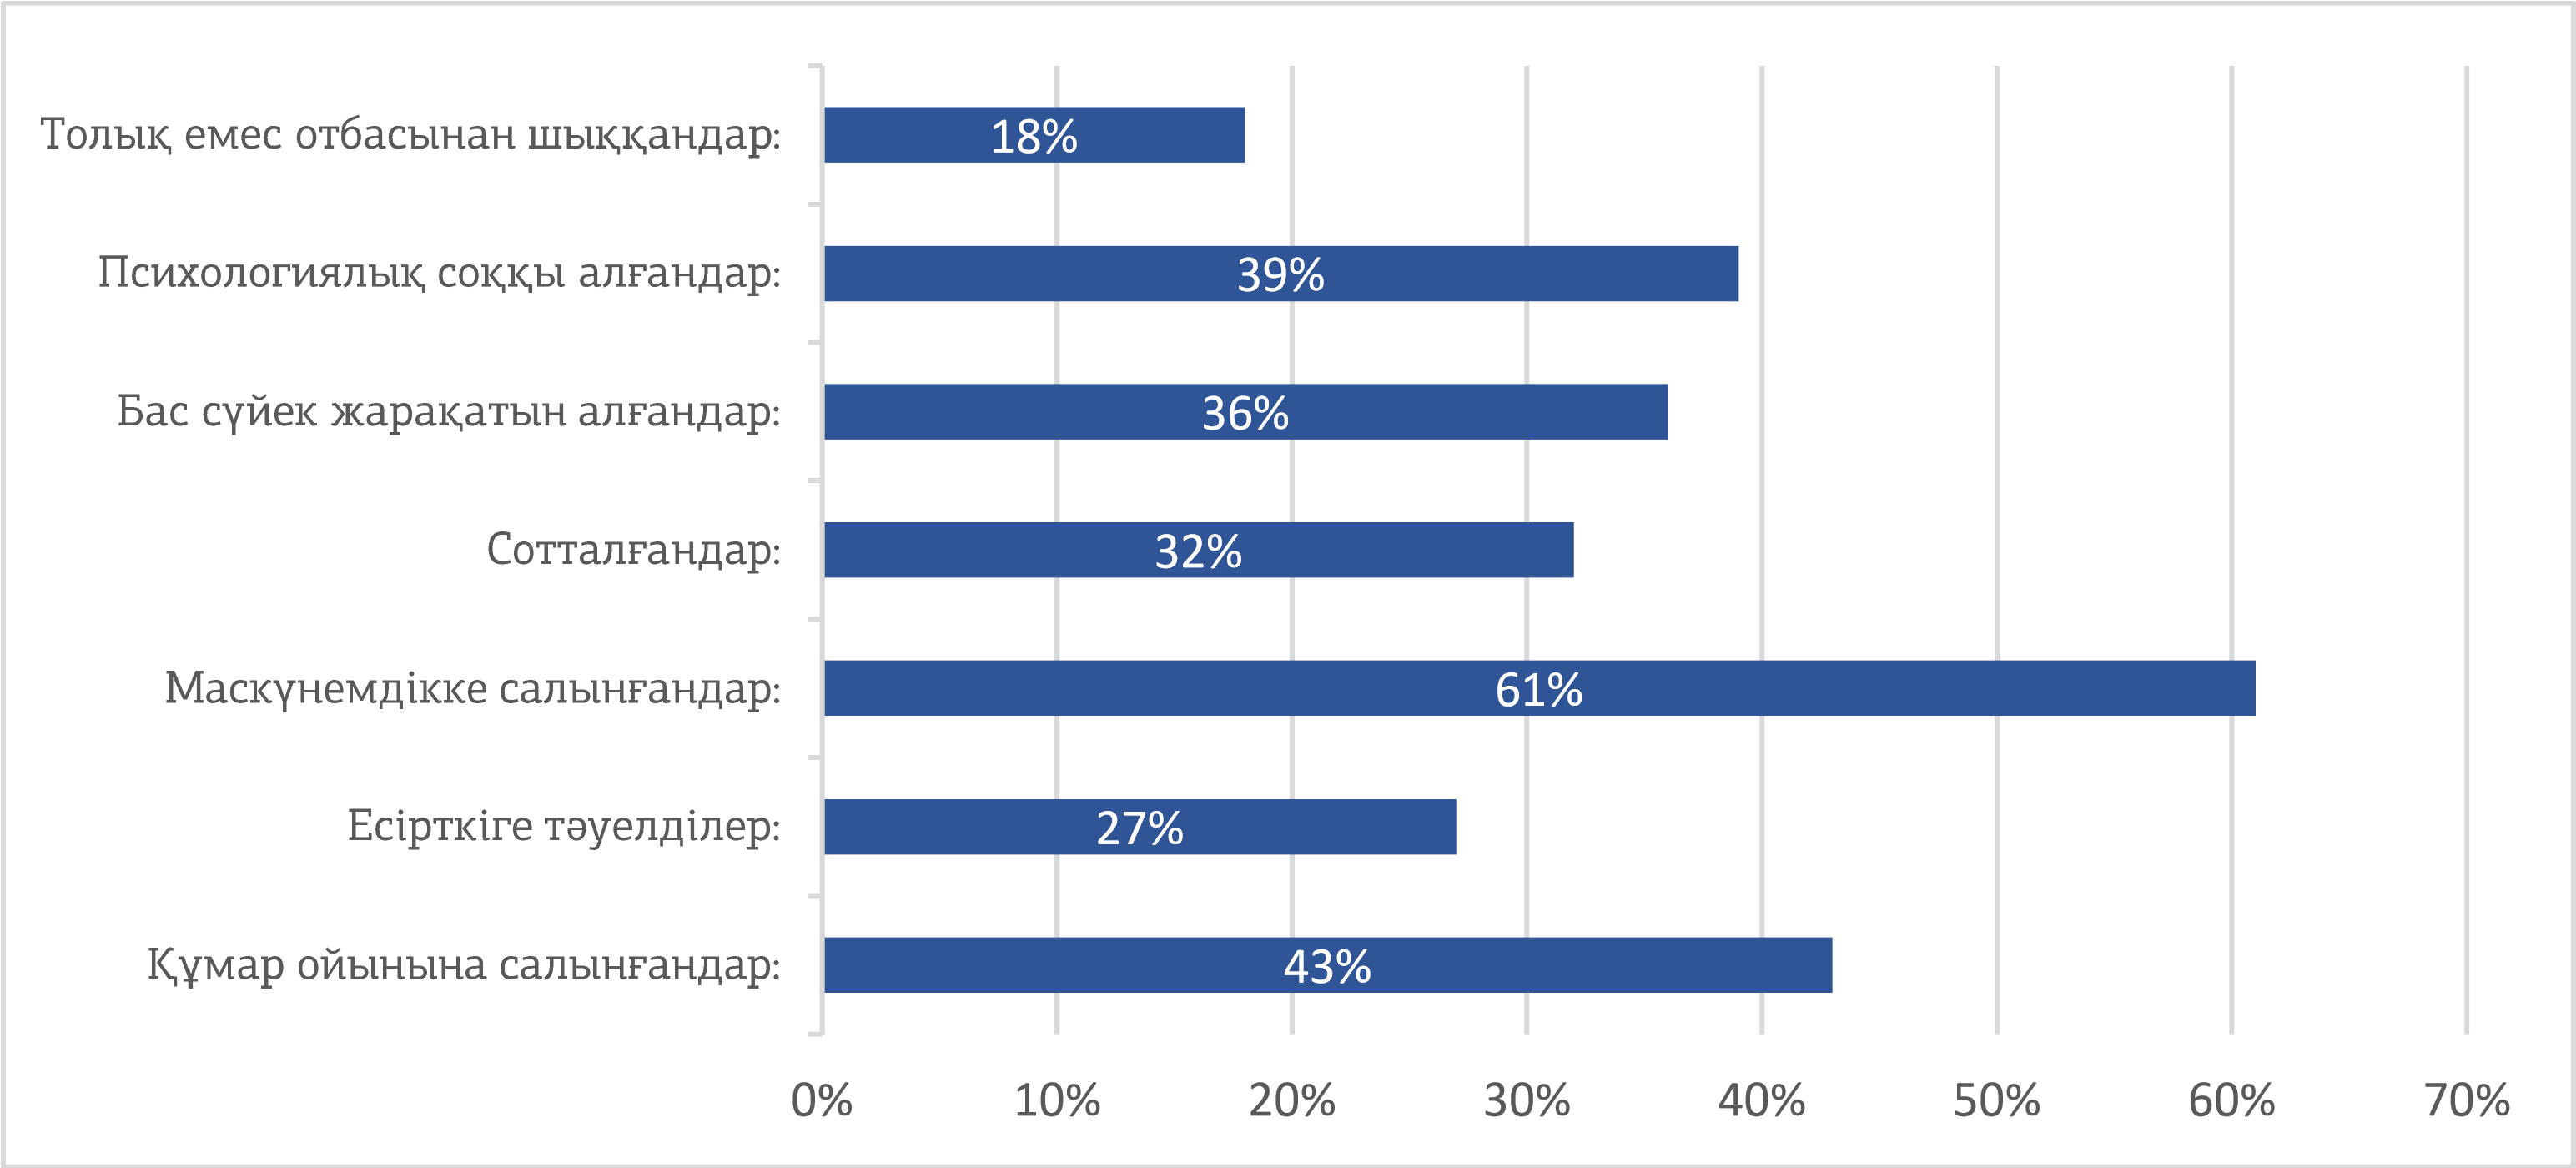 Толық емес отбасынан шыққандар:
18%
Психологиялық соққы алғандар:
39%
Бас сүйек жарақатын алғандар:
36%
Сотталғандар:
32%
Маскүнемдікке салынғандар:
61%
Есірткіге тәуелділер:
27%
Құмар ойынына салынғандар:
43%
0% 10% 20% 30% 40% 50% 60% 70%